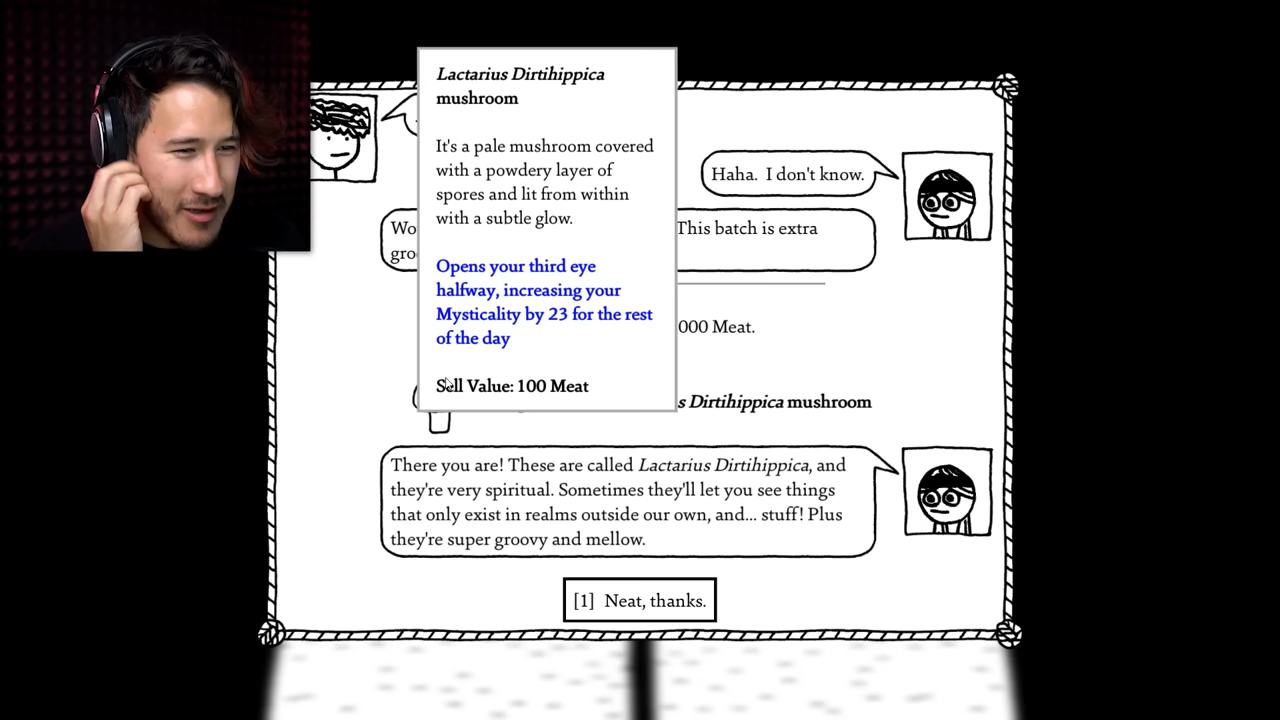 Lactarius Dirtihippica
mushroom
It's a pale mushroom covered
with a powdery layer of
spores and lit from within
with a subtle glow.
Opens your third eye
halfway, increasing your
Mysticality by 23 for the rest
of the day
Sell Value: 100 Meat
Haha. I don't know.
This batch is extra
000 Meat.
s Dirtihippica mushroom
There you are! These are called Lactarius Dirtihippica, and
they're very spiritual. Sometimes they'll let you see things
that only exist in realms outside our own, and... stuff! Plus
they're super groovy and mellow.
[1] Neat, thanks.